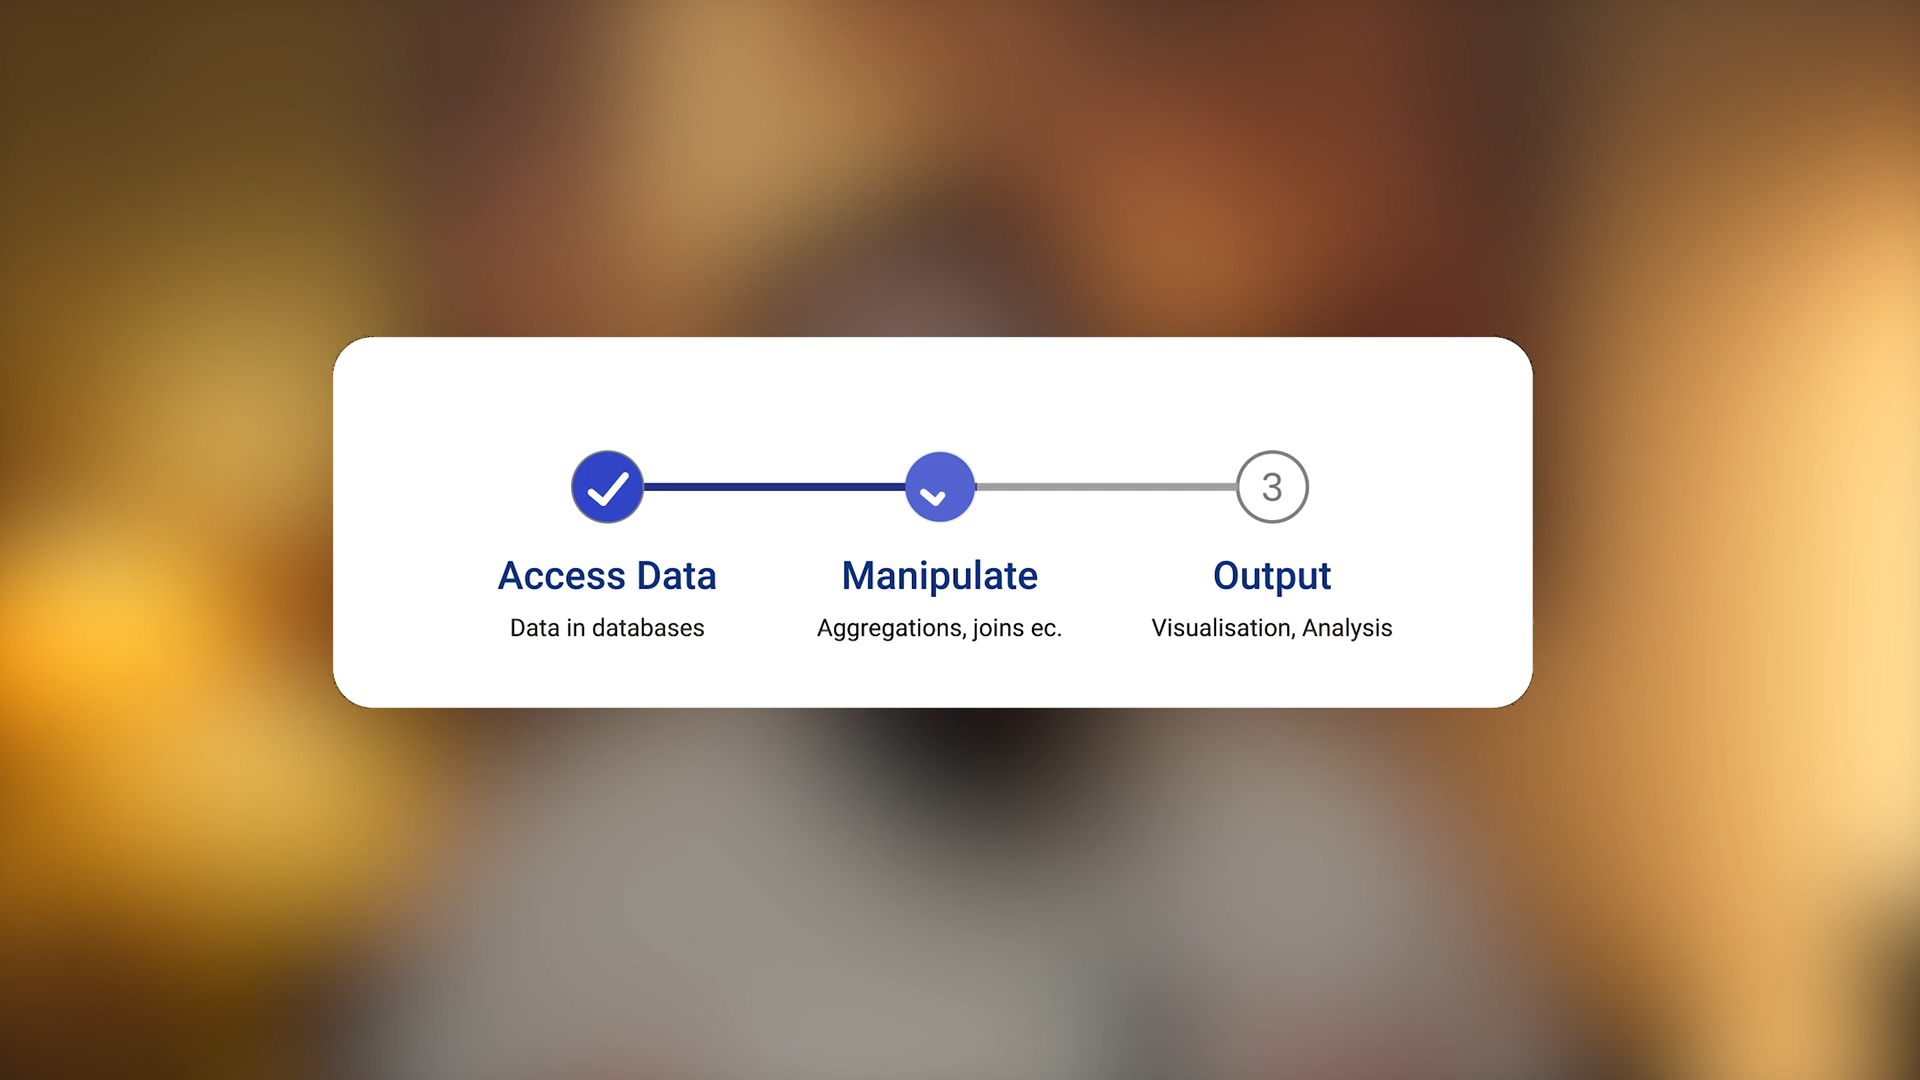 3
Access Data
Manipulate
Output
Data in databases
Aggregations, joins ec.
Visualisation, Analysis